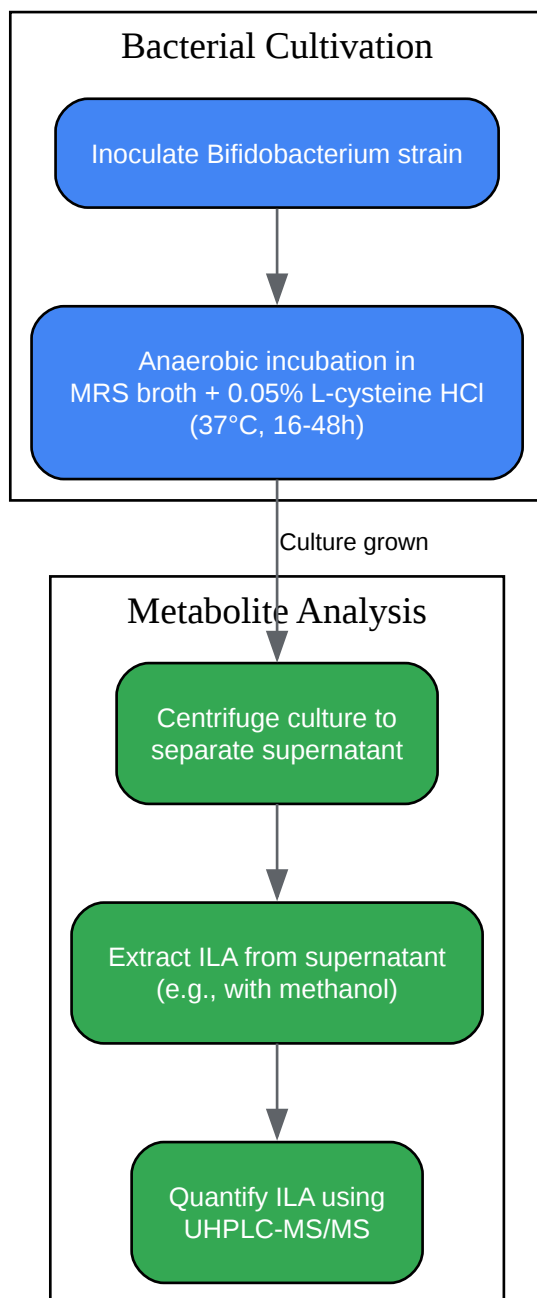 Bacterial Cultivation
Inoculate Bifidobacterium strain
Anaerobic incubation in
MRS broth + 0.05% L-cysteine HCl
(37°C, 16-48h)
Culture grown
Metabolite Analysis
Centrifuge culture to
separate supernatant
Extract ILA from supernatant
(e.g., with methanol)
Quantify ILA using
UHPLC-MS/MS